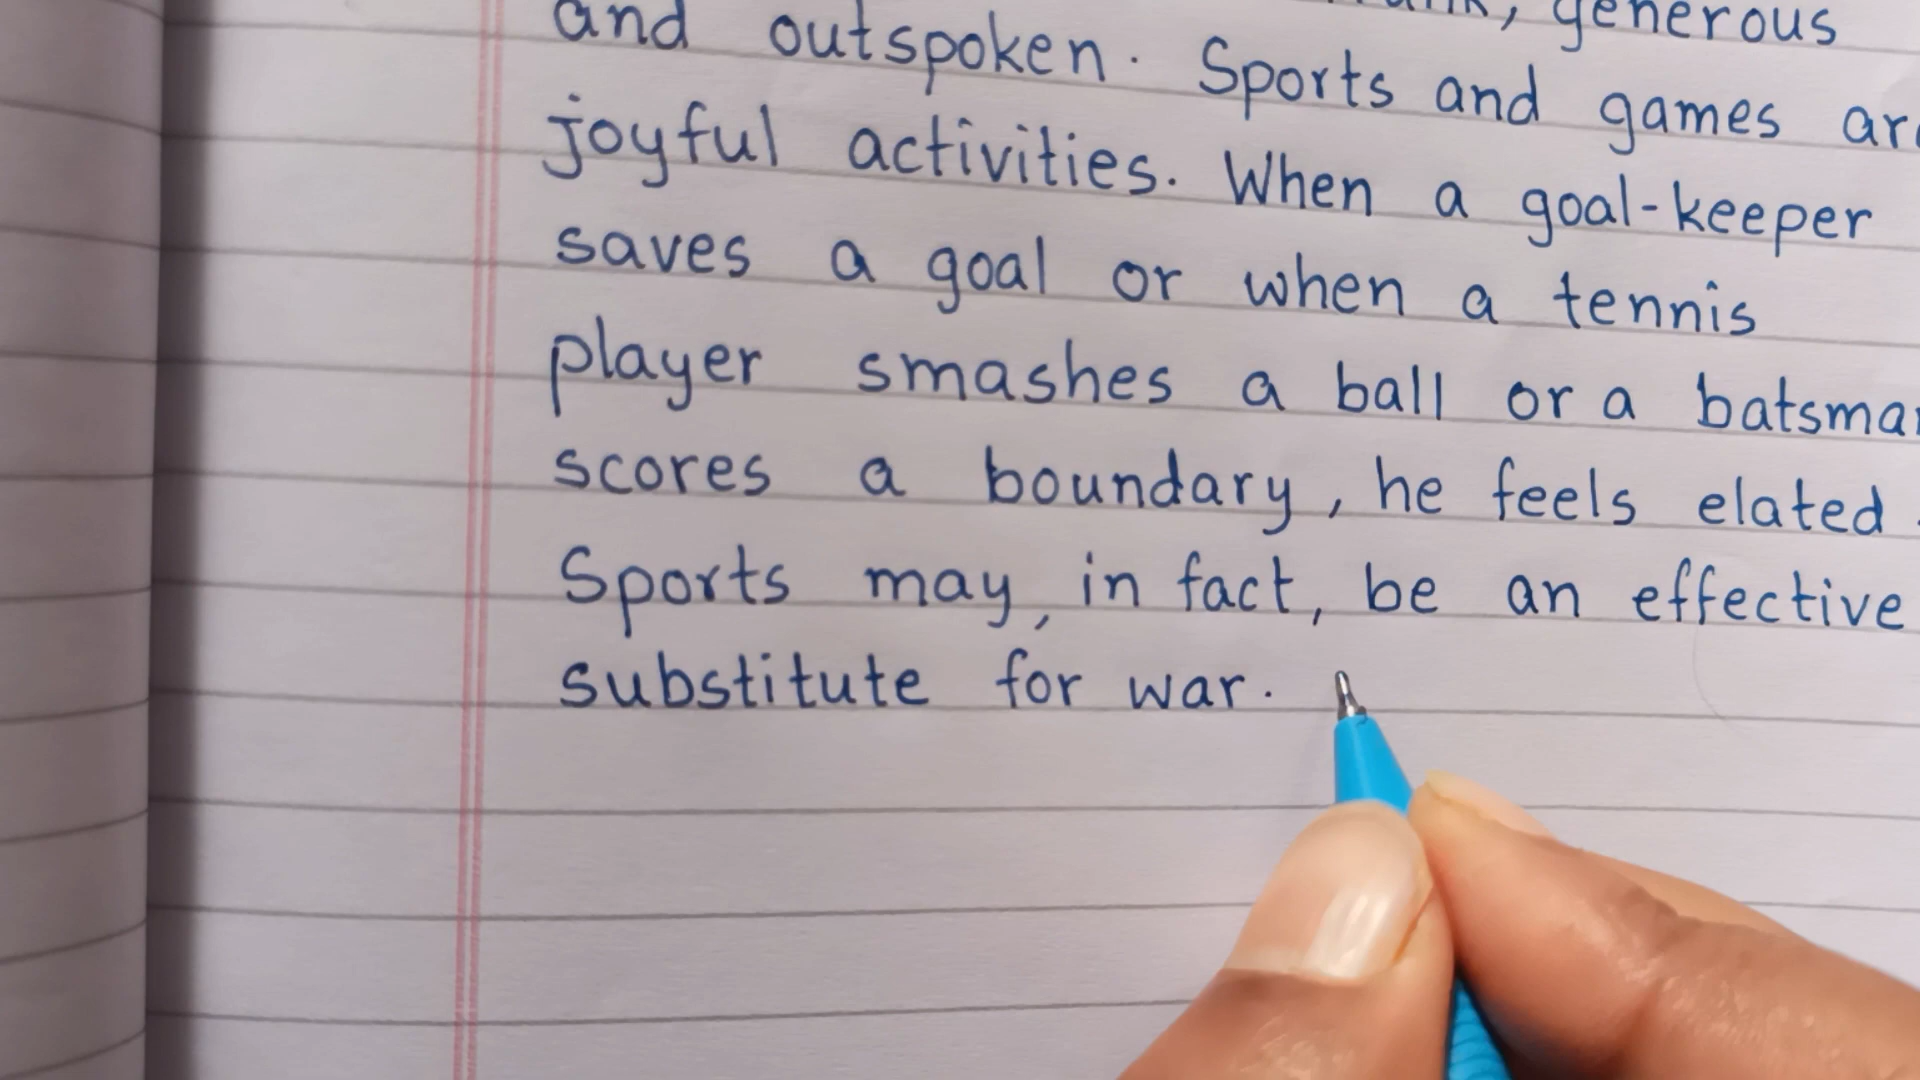 generous
and outspoken. Sports and games
joyful activities. When a goal-keeper
saves a goal or when a tennis
player smashes a ball or a
scores a boundary, he feels elated.
Sports may, in fact, be an effective
substitute for war.